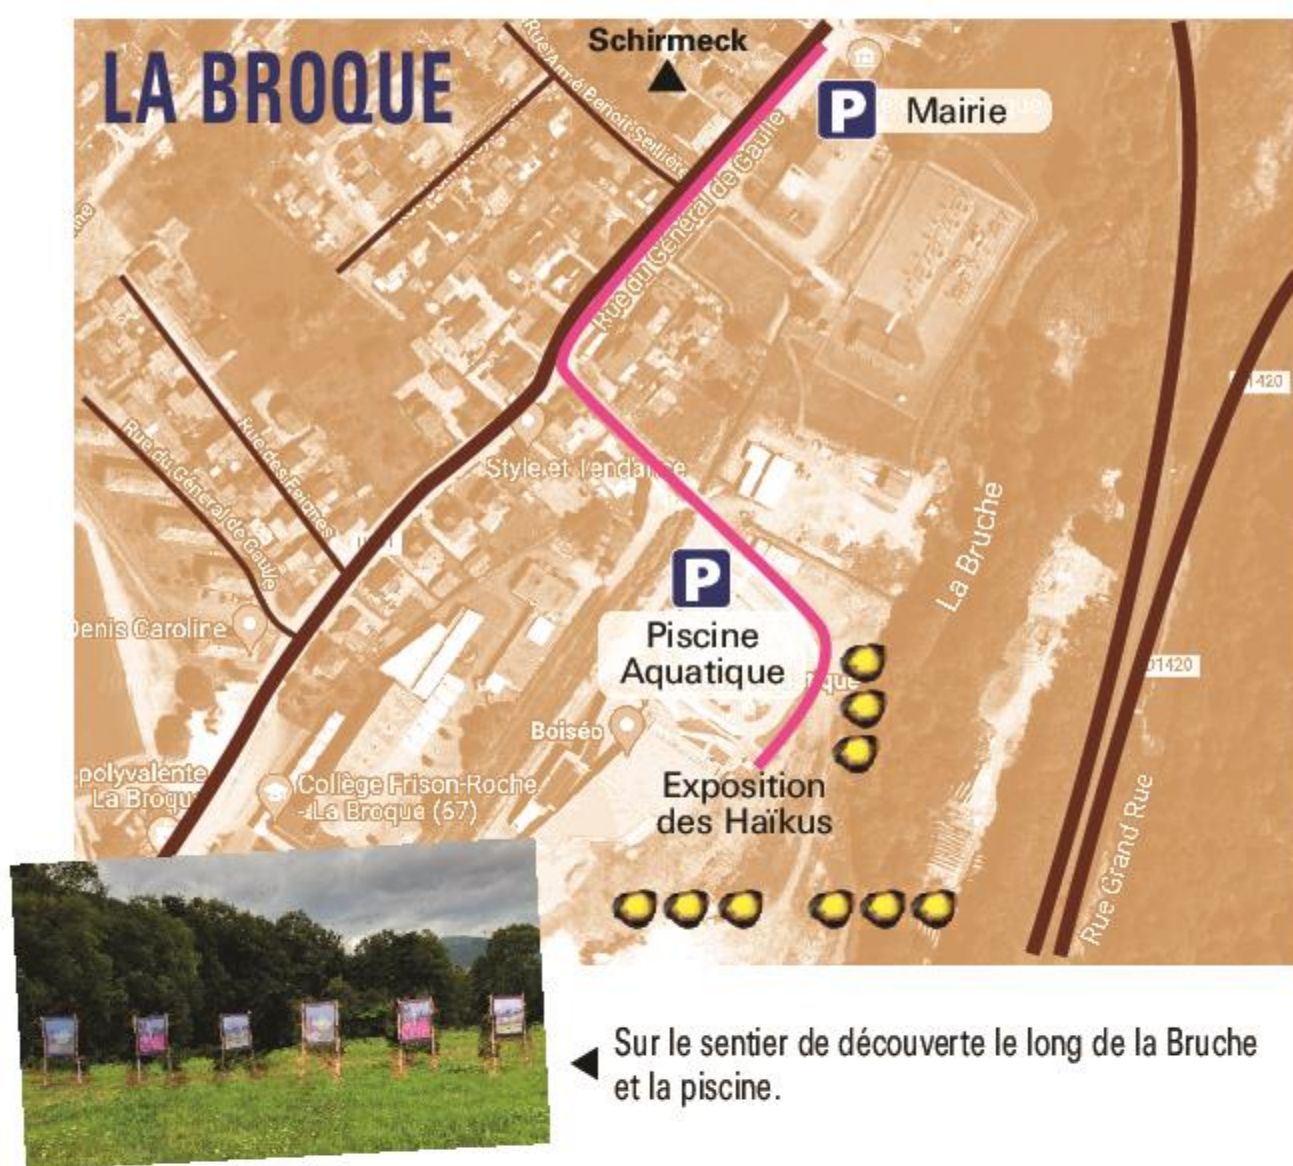 LA BROQUE
Schirmeck
P
Mairie
Rue Aimé Benoit Seillière
Rue du Général de Gaulle
1420
Style et Tendance
Rue des Feignes
Rue du Général de Gaule
La Bruche
P
Piscine
Aquatique
Denis Caroline
D1420
Boiséo
polyvalente
La Broque
Collège Frison-Roche
- La Broque (67)
Exposition
des Haïkus
Rue Grand Rue
Sur le sentier de découverte le long de la Bruche
et la piscine.